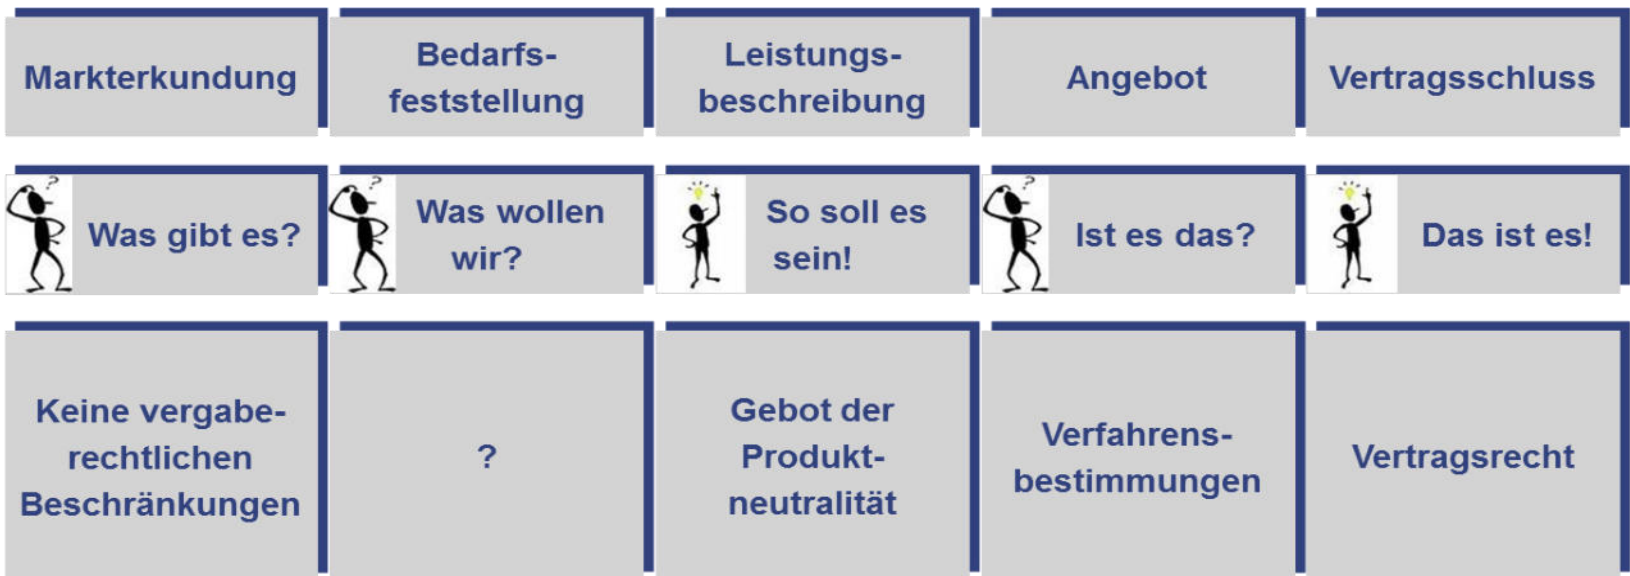 Markterkundung
Bedarfs-
feststellung
Leistungs-
beschreibung
Angebot
Vertragsschluss
?
Was gibt es?
?
Was wollen
wir?
So soll es
sein!
?
Ist es das?
Das ist es!
Keine vergabe-
rechtlichen
Beschränkungen
?
Gebot der
Produkt-
neutralität
Verfahrens-
bestimmungen
Vertragsrecht